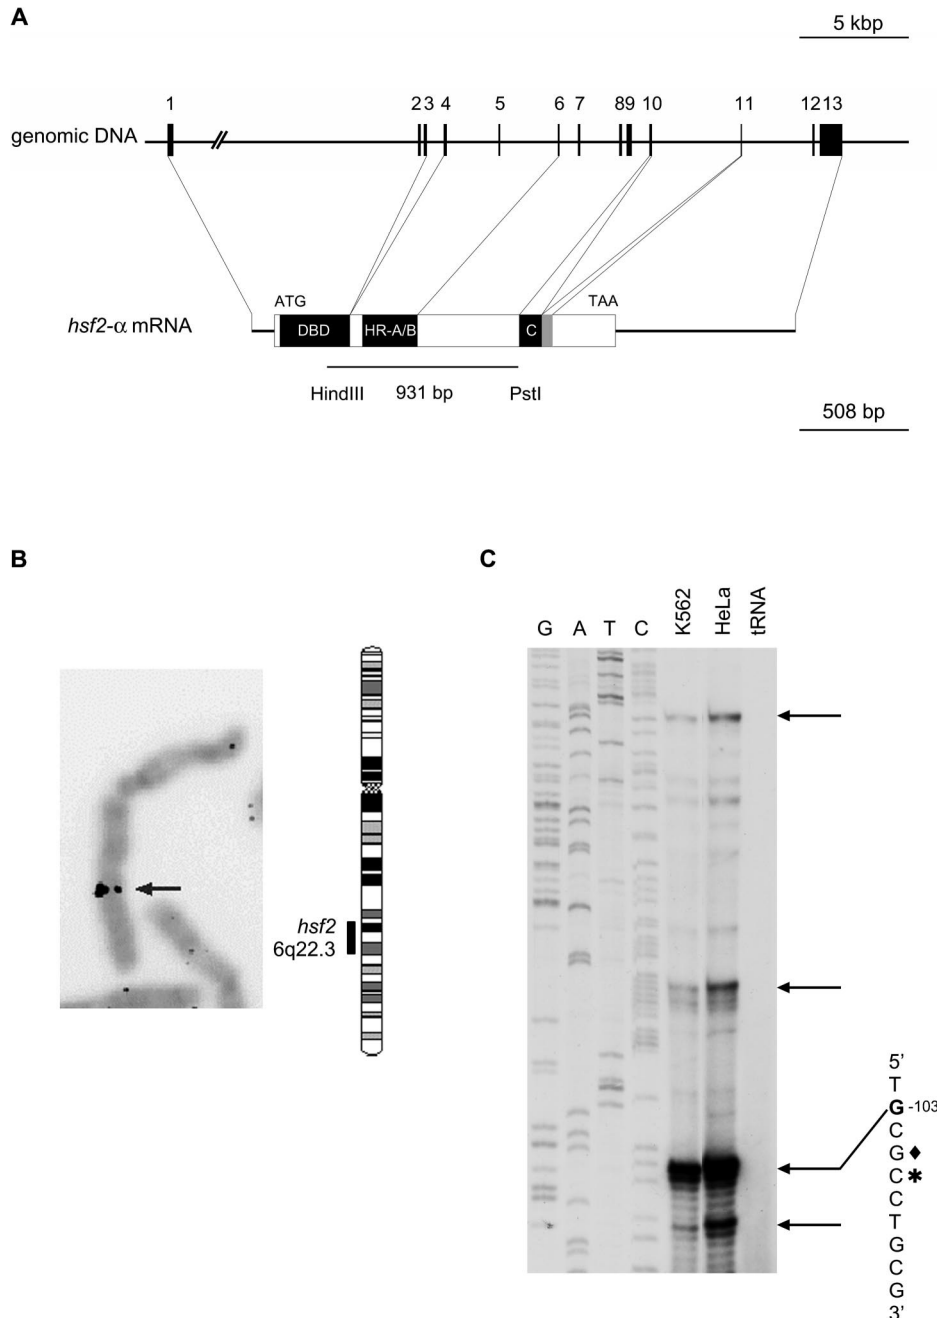 A
5 kbp
1 2 3 4 5 6 7 8 9 10 11 12 13
genomic DNA
ATG TAA
hsf2-α mRNA DBD HR-A/B C
HindIII 931 bp PstI
508 bp
B
C
G A T C K562 HeLa tRNA
hsf2
6q22.3
5'
T
G -103
C
G ♦
C *
C
T
G
C
G
3'